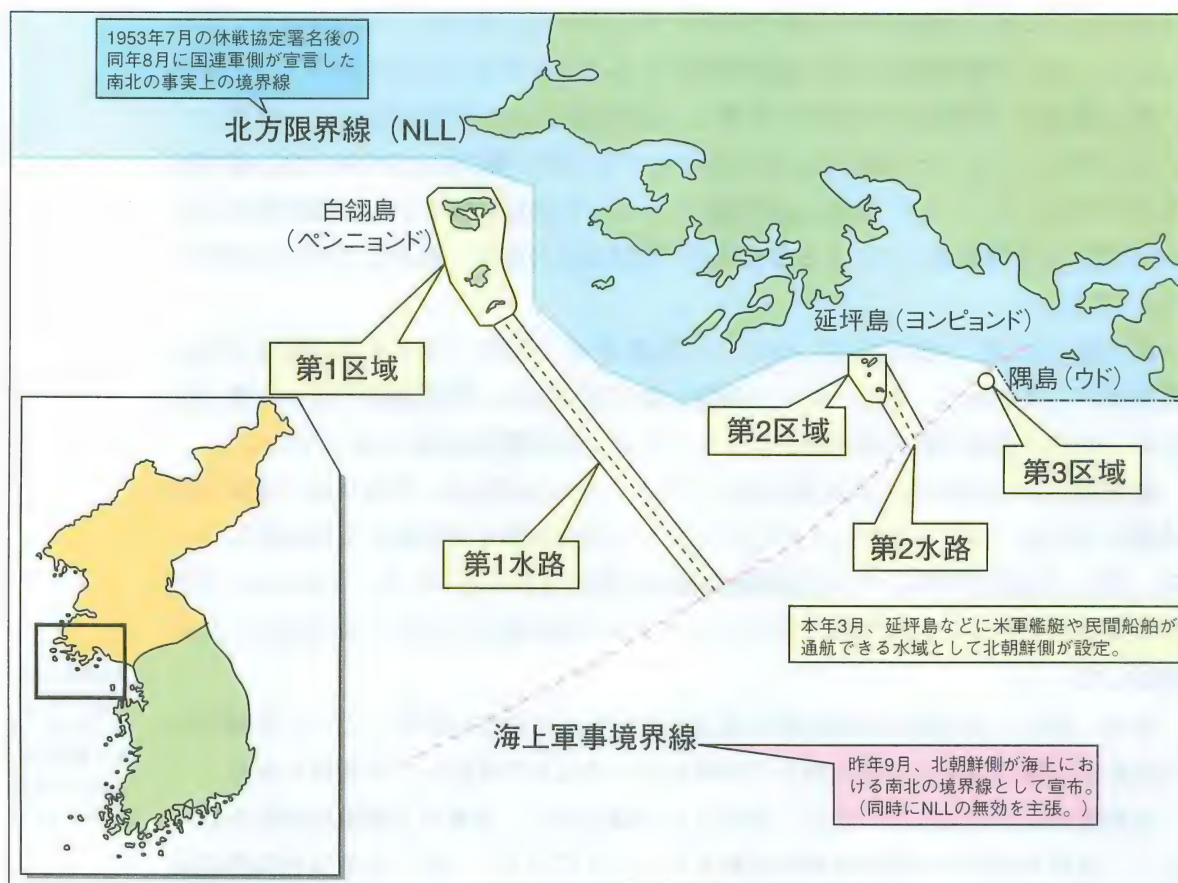 1953年7月の休戦協定署名後の
同年8月に国連軍側が宣言した
南北の事実上の境界線
北方限界線（NLL）
白翎島
（ペンニョンド）
第1区域
延坪島（ヨンピョンド）
隅島（ウド）
第2区域
第3区域
第1水路
第2水路
本年3月、延坪島などに米軍艦艇や民間船舶が
通航できる水域として北朝鮮側が設定。
海上軍事境界線
昨年9月、北朝鮮側が海上にお
ける南北の境界線として宣布。
（同時にNLLの無効を主張。）